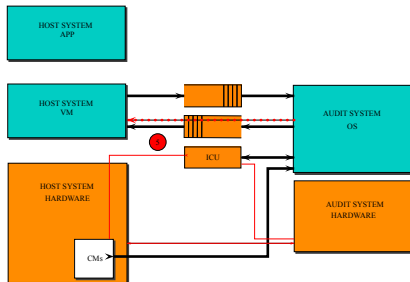 HOST SYSTEM
APP
HOST SYSTEM
VM
AUDIT SYSTEM
OS
ICU
HOST SYSTEM
HARDWARE
AUDIT SYSTEM
HARDWARE
CMs